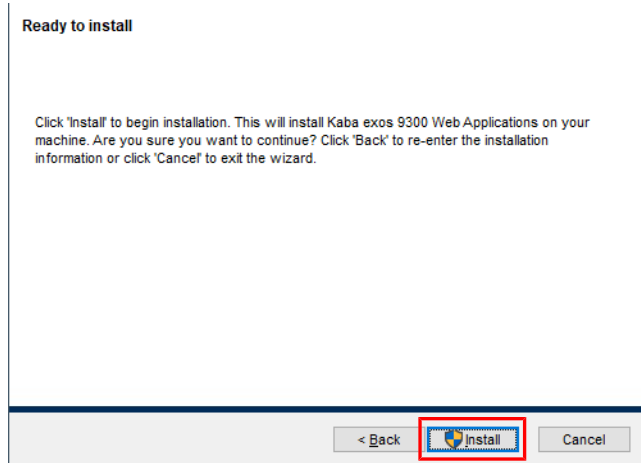 Ready to install
Click 'Install' to begin installation. This will install Kaba exos 9300 Web Applications on your
machine. Are you sure you want to continue? Click 'Back' to re-enter the installation
information or click 'Cancel' to exit the wizard.
< Back
Install
Cancel